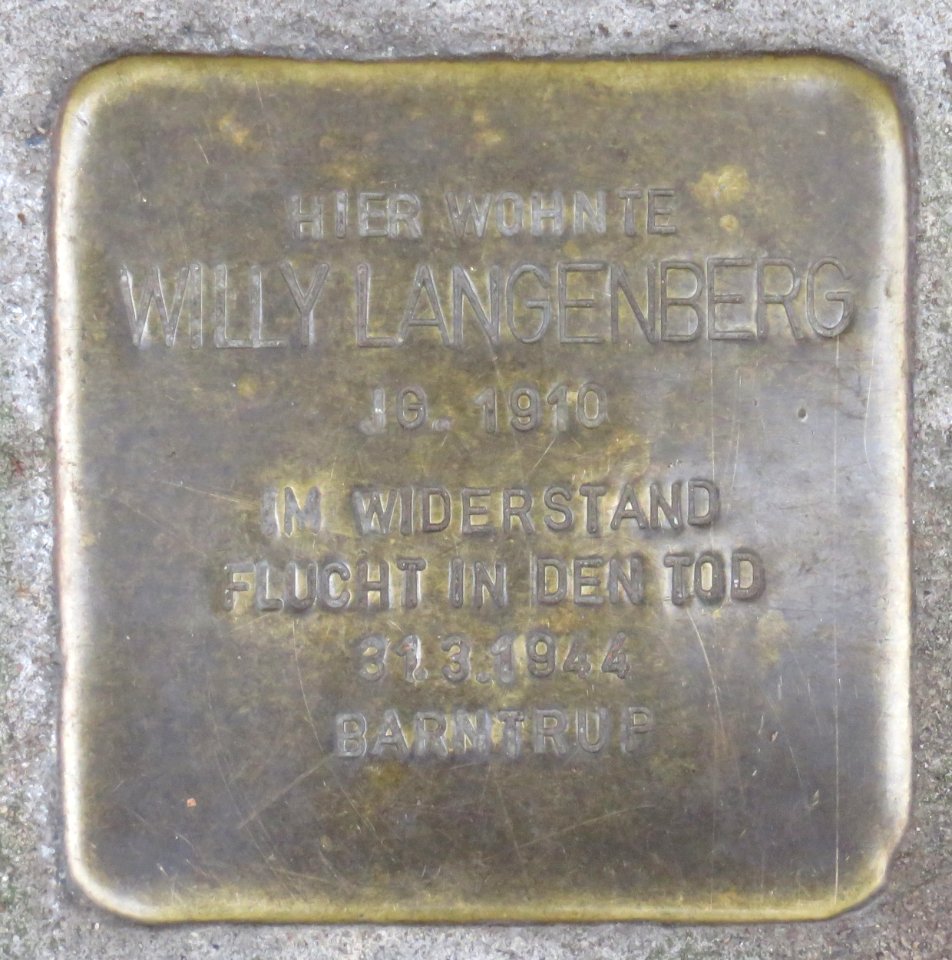 HIER WOHNTE
WILLY LANGENBERG
JG. 1910
IM WIDERSTAND
FLUCHT IN DEN TOD
31.3.1944
BARNTRUP